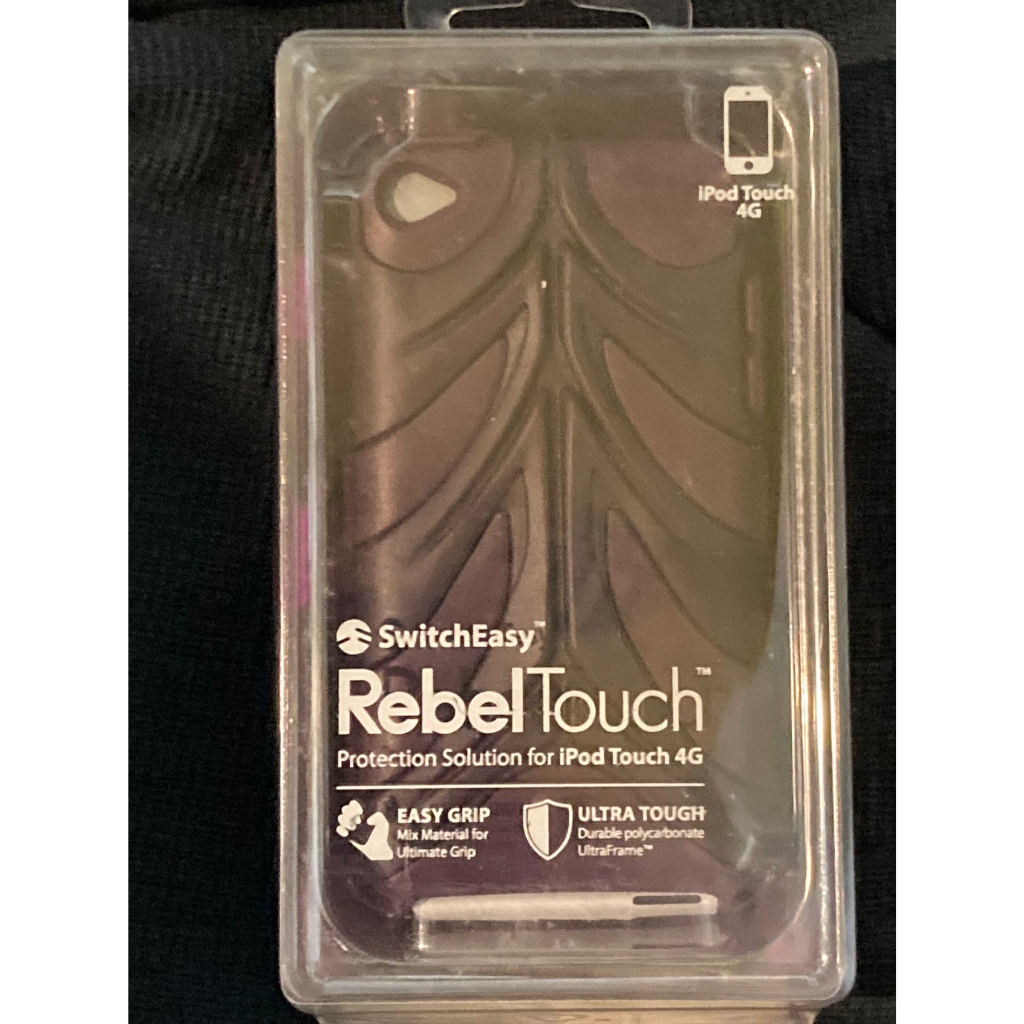 iPod Touch
4G
SwitchEasy™
RebelTouch™
Protection Solution for iPod Touch 4G
EASY GRIP
Mix Material for
Ultimate Grip
ULTRA TOUGH
Durable polycarbonate
UltraFrame™